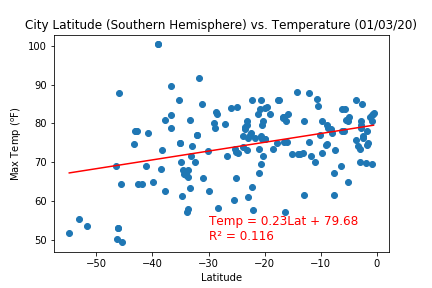 City Latitude (Southern Hemisphere) vs. Temperature (01/03/20)
Max Temp (ºF)
100
90
80
70
60
50
Temp = 0.23Lat + 79.68
R² = 0.116
−50
−40
−30
−20
−10
0
Latitude